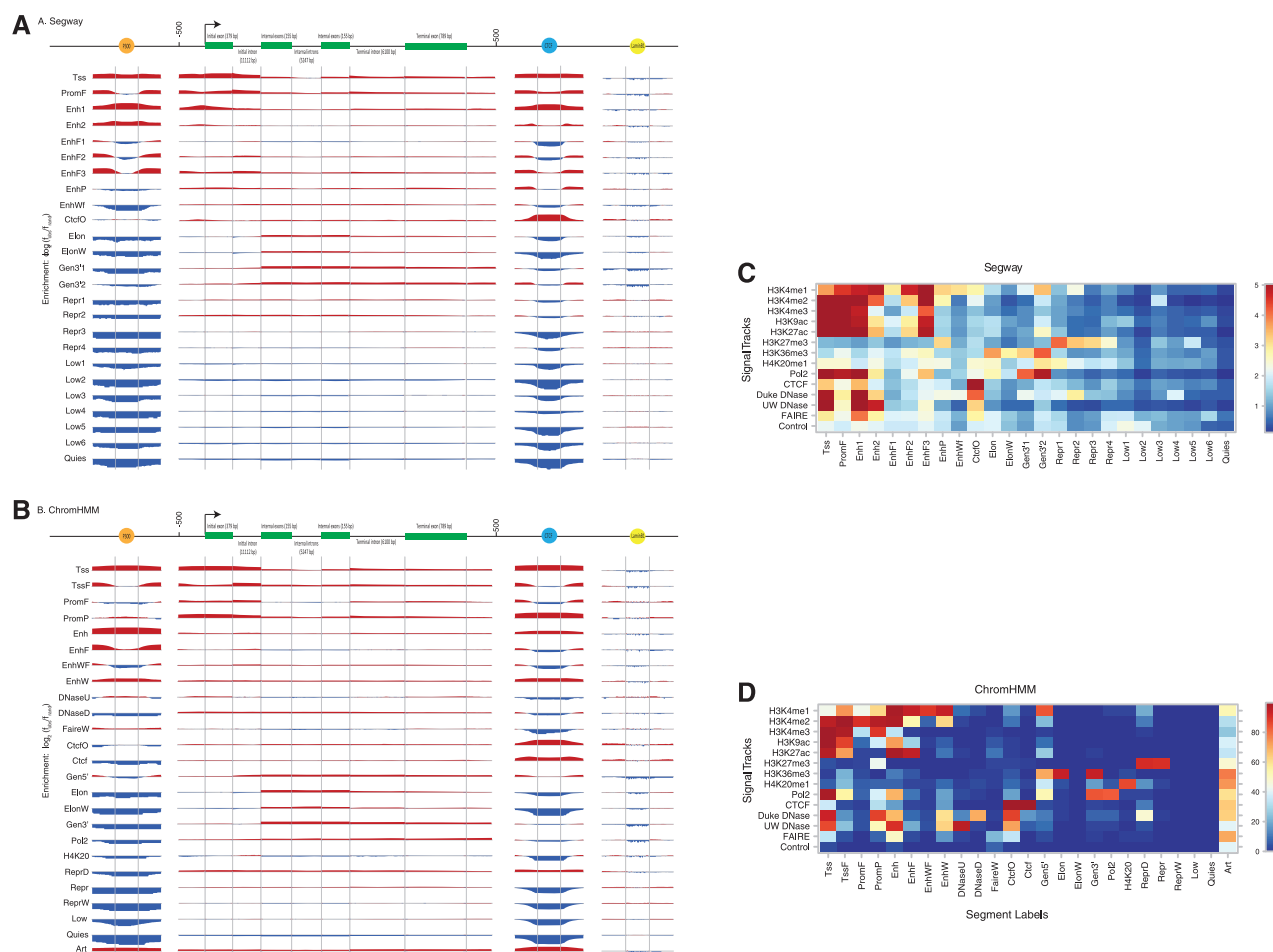 A A. Segway
-500
-500
P300
Initial exon (379 bp)
Internal exons (155 bp)
Internal exons (155 bp)
Terminal exon (789 bp)
CTCF
LaminB1
Initial intron
(11112 bp)
Internal introns
(5247 bp)
Terminal intron (6100 bp)
Tss
PromF
Enh1
Enh2
EnhF1
EnhF2
EnhF3
EnhP
EnhWf
CtcfO
Elon
ElonW
Gen3'1
Gen3'2
Repr1
Repr2
Repr3
Repr4
Low1
Low2
Low3
Low4
Low5
Low6
Quies
B B. ChromHMM
-500
-500
P300
Initial exon (379 bp)
Internal exons (155 bp)
Internal exons (155 bp)
Terminal exon (789 bp)
CTCF
LaminB1
Initial intron
(11112 bp)
Internal introns
(5247 bp)
Terminal intron (6100 bp)
Tss
TssF
PromF
PromP
Enh
EnhF
EnhWF
EnhW
DNaseU
DNaseD
FaireW
CtcfO
Ctcf
Gen5'
Elon
ElonW
Gen3'
Pol2
H4K20
ReprD
Repr
ReprW
Low
Quies
Art
C
Segway
Signal Tracks
H3K4me1
H3K4me2
H3K4me3
H3K9ac
H3K27ac
H3K27me3
H3K36me3
H4K20me1
Pol2
CTCF
Duke DNase
UW DNase
FAIRE
Control
Tss PromF Enh1 Enh2 EnhF1 EnhF2 EnhF3 EnhP EnhWf CtcfO Elon ElonW Gen3'1 Gen3'2 Repr1 Repr2 Repr3 Repr4 Low1 Low2 Low3 Low4 Low5 Low6 Quies
5
4
3
2
1
D
ChromHMM
Signal Tracks
H3K4me1
H3K4me2
H3K4me3
H3K9ac
H3K27ac
H3K27me3
H3K36me3
H4K20me1
Pol2
CTCF
Duke DNase
UW DNase
FAIRE
Control
Tss TssF PromF PromP Enh EnhF EnhWF EnhW DNaseU DNaseD FaireW CtcfO Ctcf Gen5' Elon ElonW Gen3' Pol2 H4K20 ReprD Repr ReprW Low Quies Art
Segment Labels
80
60
40
20
0